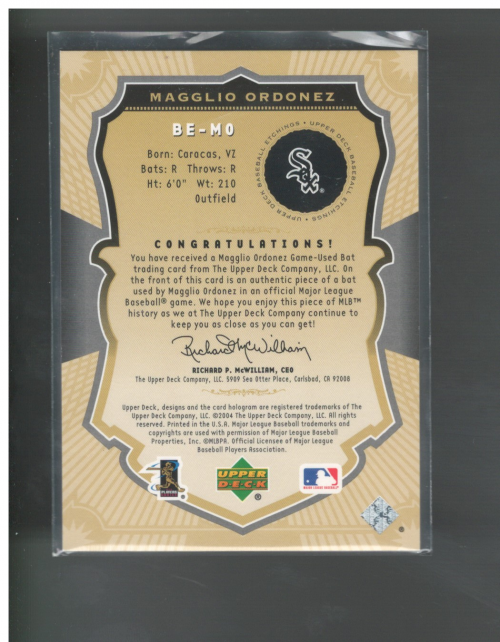 MAGGLIO ORDONEZ
BE-MO
Born: Caracas, VZ
Bats: R Throws: R
Ht: 6'0" Wt: 210
Outfield
UPPER DECK BASEBALL ETCHINGS • UPPER DECK BASEBALL ETCHINGS •
Sox
®
CONGRATULATIONS!
You have received a Magglio Ordonez Game-Used Bat
trading card from The Upper Deck Company, LLC. On
the front of this card is an authentic piece of a bat
used by Magglio Ordonez in an official Major League
Baseball® game. We hope you enjoy this piece of MLB™
history as we at The Upper Deck Company continue to
keep you as close as you can get!
Richard McWilliam
RICHARD P. McWILLIAM, CEO
The Upper Deck Company, LLC. 5909 Sea Otter Place, Carlsbad, CA 92008
Upper Deck, designs and the card hologram are registered trademarks of The
Upper Deck Company, LLC. ©2004 The Upper Deck Company, LLC. All rights
reserved. Printed in the U.S.A. Major League Baseball trademarks and
copyrights are used with permission of Major League Baseball
Properties, Inc. ©MLBPA. Official Licensee of Major League
Baseball Players Association.
UPPER
DECK
®
MAJOR LEAGUE BASEBALL